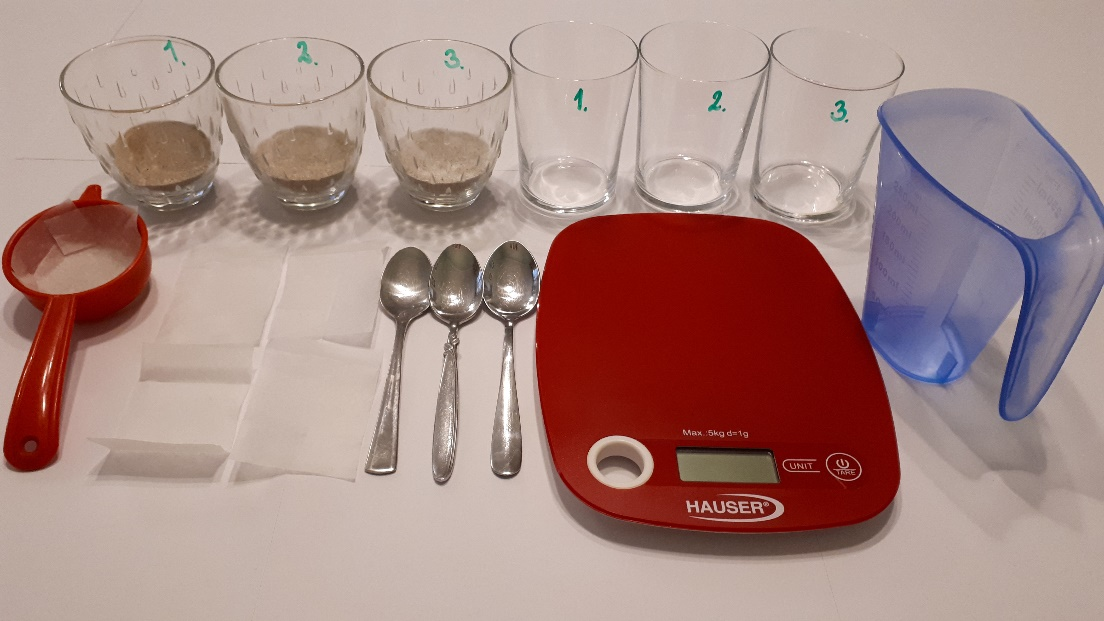 1.
2.
3.
1.
2.
3.
Max.:5kg d=1g
UNIT
TARE
HAUSER®